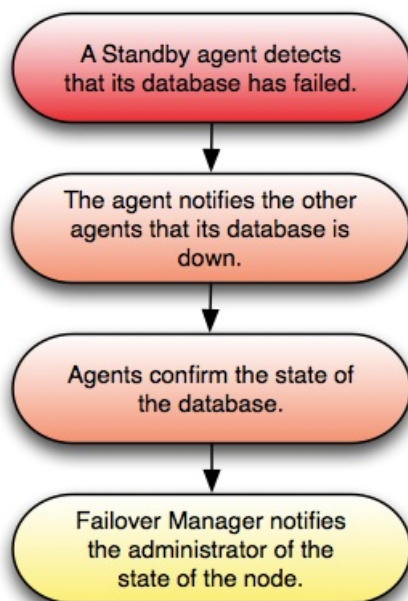 A Standby agent detects
that its database has failed.
The agent notifies the other
agents that its database is
down.
Agents confirm the state of
the database.
Failover Manager notifies
the administrator of the
state of the node.